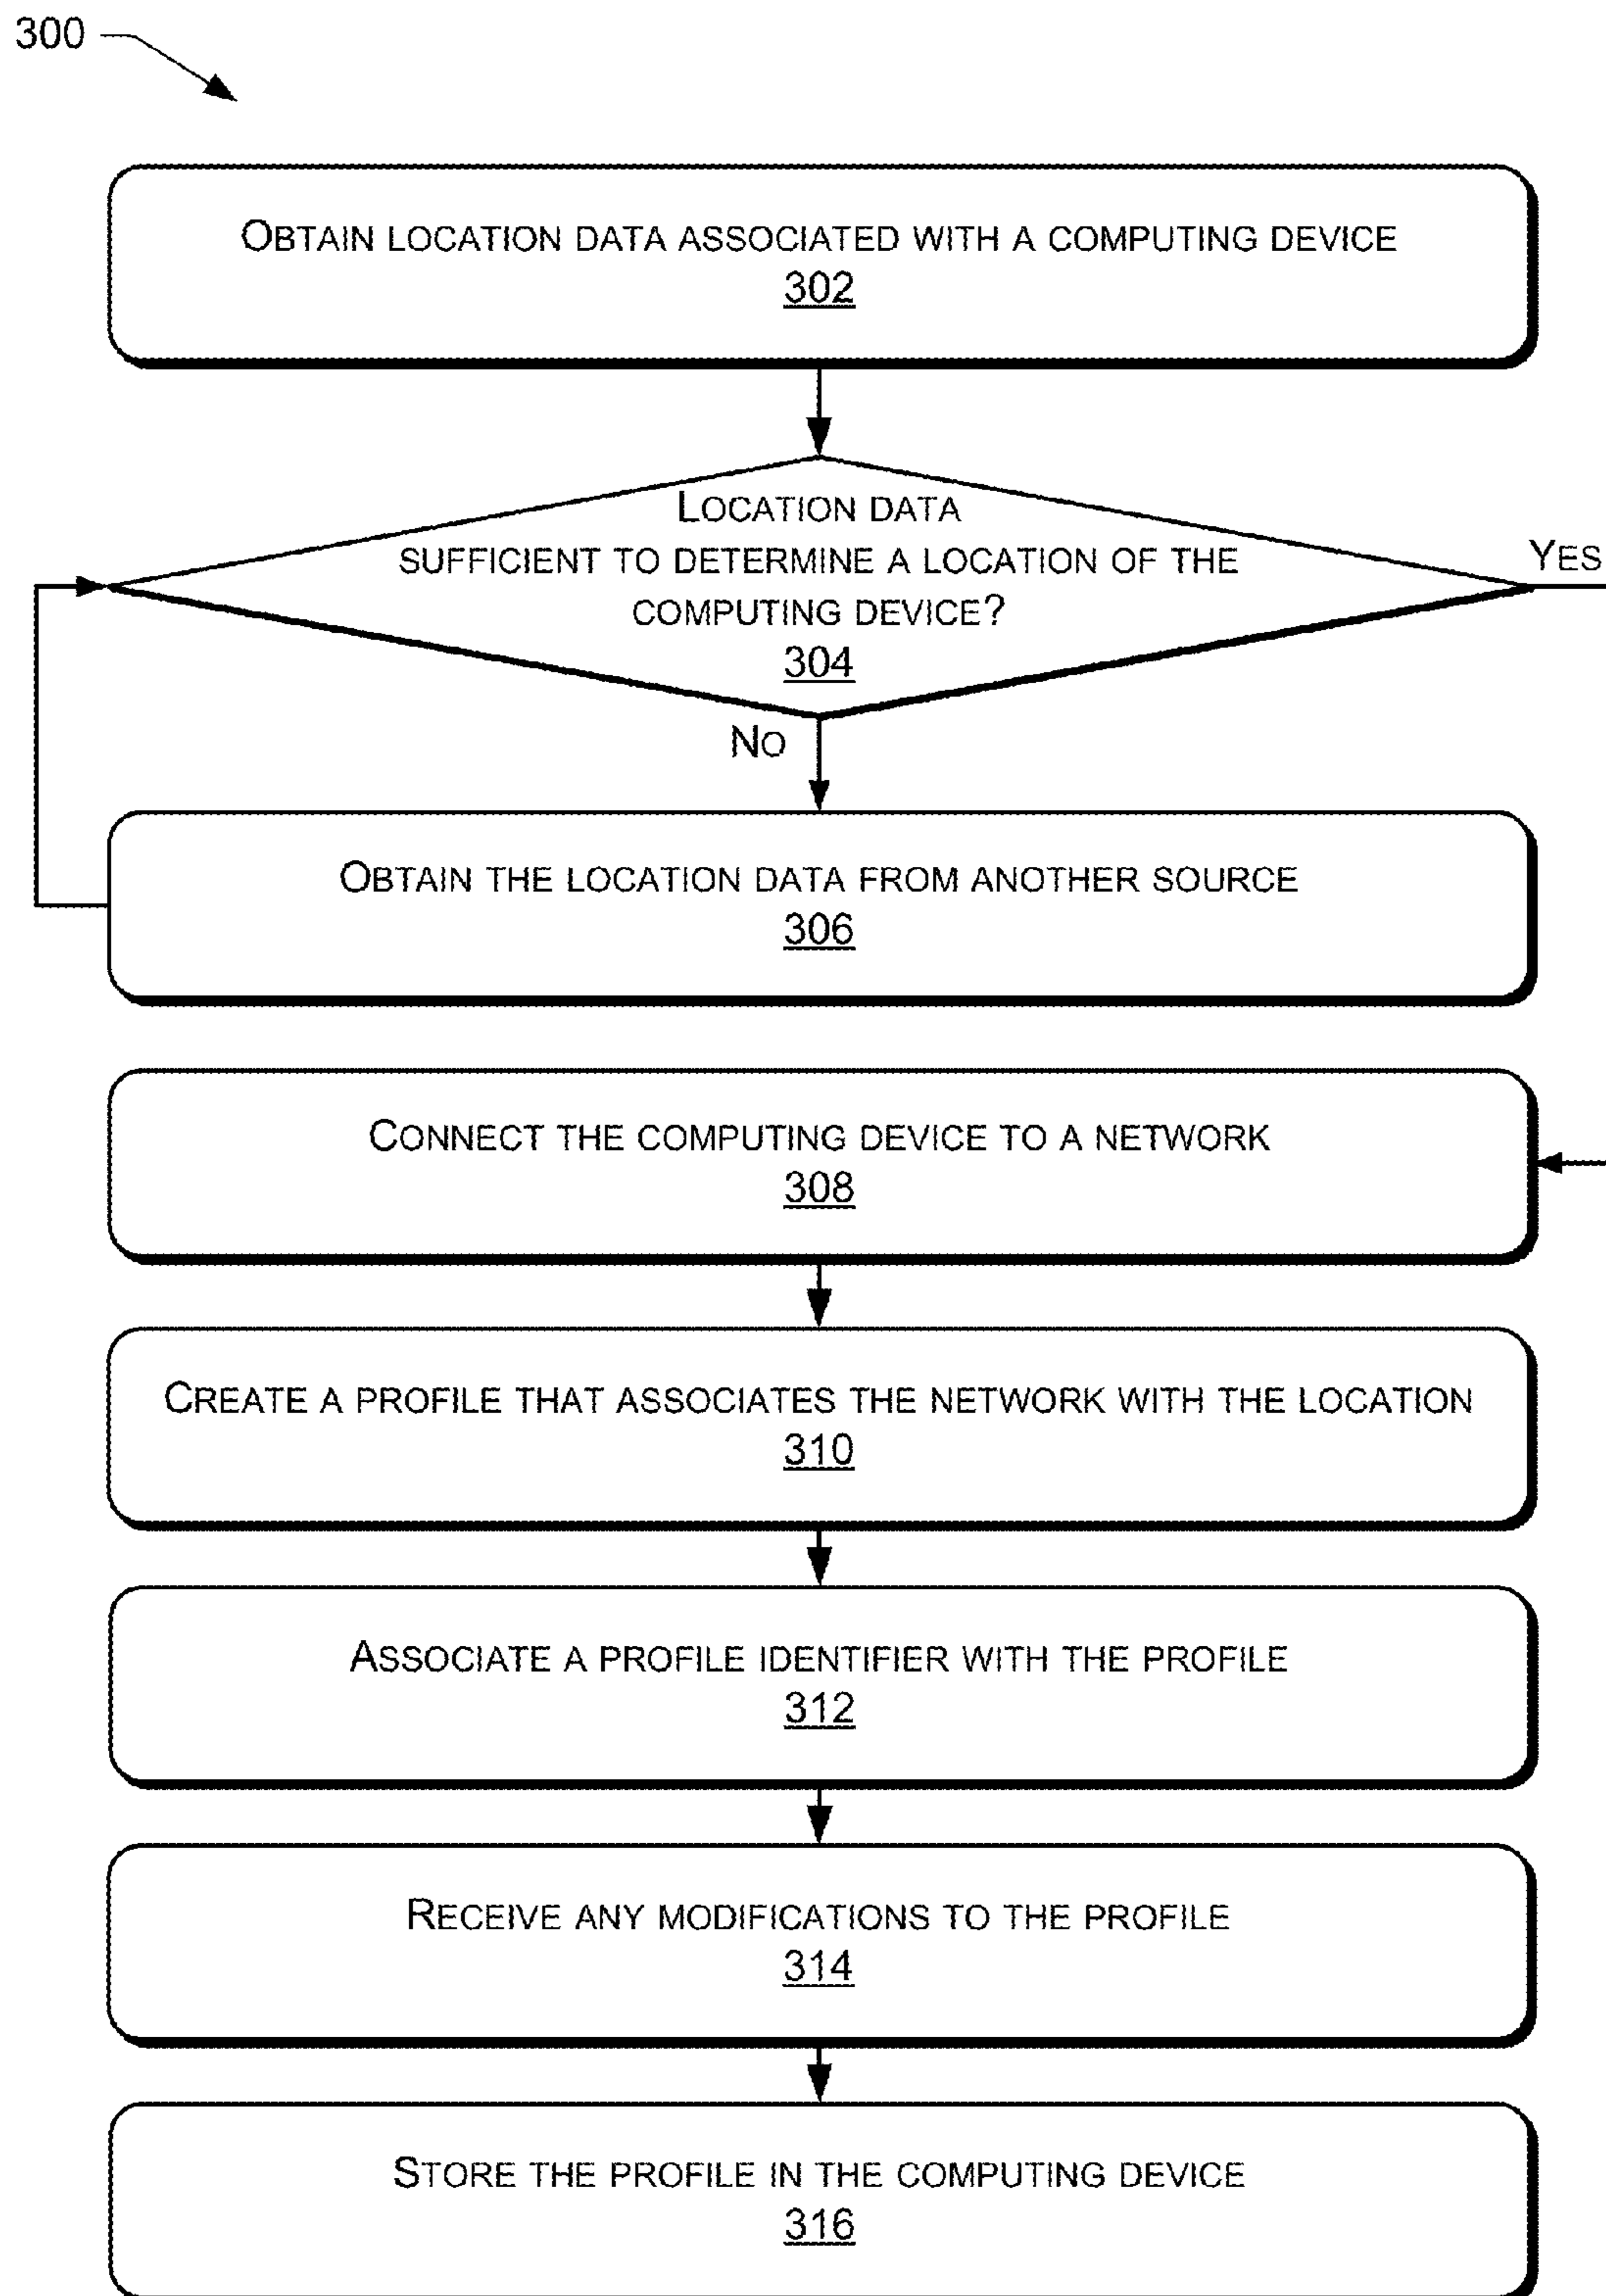 300
OBTAIN LOCATION DATA ASSOCIATED WITH A COMPUTING DEVICE
302
LOCATION DATA
SUFFICIENT TO DETERMINE A LOCATION OF THE
COMPUTING DEVICE?
304
YES
NO
OBTAIN THE LOCATION DATA FROM ANOTHER SOURCE
306
CONNECT THE COMPUTING DEVICE TO A NETWORK
308
CREATE A PROFILE THAT ASSOCIATES THE NETWORK WITH THE LOCATION
310
ASSOCIATE A PROFILE IDENTIFIER WITH THE PROFILE
312
RECEIVE ANY MODIFICATIONS TO THE PROFILE
314
STORE THE PROFILE IN THE COMPUTING DEVICE
316